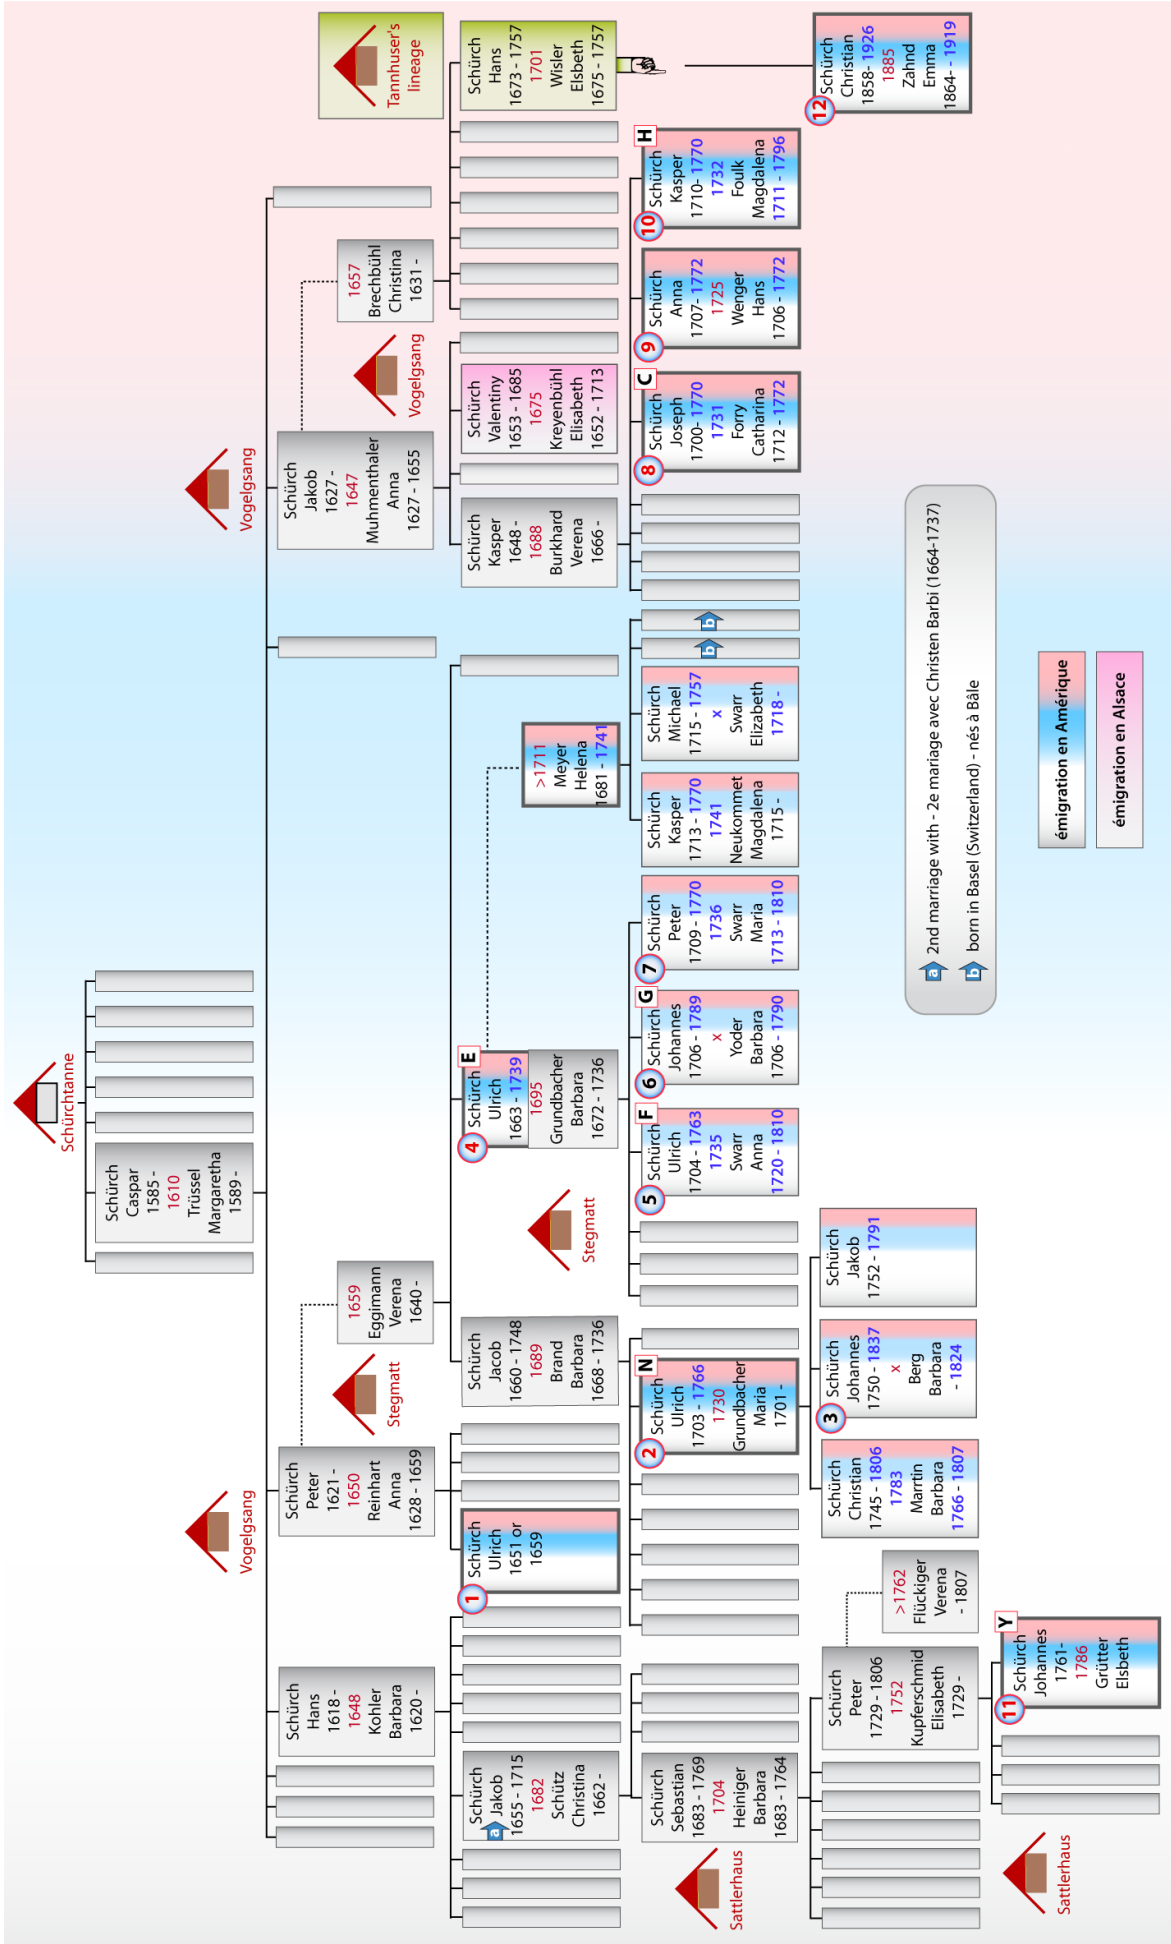 Schürchtanne
Schürch
Caspar
1585 -
1610
Trüssel
Margaretha
1589 -
Vogelgsang
Vogelgsang
Tannhuser's
lineage
Schürch
Hans
1618 -
1648
Kohler
Barbara
1620 -
Schürch
Peter
1621 -
1650
Reinhart
Anna
1628 - 1659
Stegmatt
1659
Eggimann
Verena
1640 -
Schürch
Jakob
1627 -
1647
Muhmenthaler
Anna
1627 - 1655
Vogelgsang
1657
Brechbühl
Christina
1631 -
a
Schürch
Jakob
1655 - 1715
1682
Schütz
Christina
1662 -
1
Schürch
Ulrich
1651 or
1659
Schürch
Jacob
1660 - 1748
1689
Brand
Barbara
1668 - 1736
Stegmatt
4
E
Schürch
Ulrich
1663 - 1739
1695
Grundbacher
Barbara
1672 - 1736
>1711
Meyer
Helena
1681 - 1741
Schürch
Kasper
1648 -
1688
Burkhard
Verena
1666 -
Schürch
Valentiny
1653 - 1685
1675
Kreyenbühl
Elisabeth
1652 - 1713
Schürch
Hans
1673 - 1757
1701
Wisler
Elsbeth
1675 - 1757
Sattlerhaus
Schürch
Sebastian
1683 - 1769
1704
Heiniger
Barbara
1683 - 1764
2
N
Schürch
Ulrich
1703 - 1766
1730
Grundbacher
Maria
1701 -
5
F
Schürch
Ulrich
1704 - 1763
1735
Swarr
Anna
1720 - 1810
6
G
Schürch
Johannes
1706 - 1789
x
Yoder
Barbara
1706 - 1790
7
Schürch
Peter
1709 - 1770
1736
Swarr
Maria
1713 - 1810
Schürch
Kasper
1713 - 1770
1741
Neukommet
Magdalena
1715 -
Schürch
Michael
1715 - 1757
x
Swarr
Elizabeth
1718 -
b
b
8
C
Schürch
Joseph
1700 - 1770
1731
Forry
Catharina
1712 - 1772
9
Schürch
Anna
1707 - 1772
1725
Wenger
Hans
1706 - 1772
10
H
Schürch
Kasper
1710 - 1770
1732
Foulk
Magdalena
1711 - 1796
Schürch
Peter
1729 - 1806
1752
Kupferschmid
Elisabeth
1729 -
>1762
Flückiger
Verena
- 1807
Schürch
Christian
1745 - 1806
1783
Marrtin
Barbara
1766 - 1807
3
Schürch
Johannes
1750 - 1837
x
Berg
Barbara
- 1824
Schürch
Jakob
1752 - 1791
12
Schürch
Christian
1858- 1926
1885
Zahnd
Emma
1864- - 1919
Sattlerhaus
11
Y
Schürch
Johannes
1761-
1786
Grütter
Elsbeth
a 2nd marriage with - 2e mariage avec Christen Barbi (1664-1737)
b born in Basel (Switzerland) - nés à Bâle
émigration en Amérique
émigration en Alsace